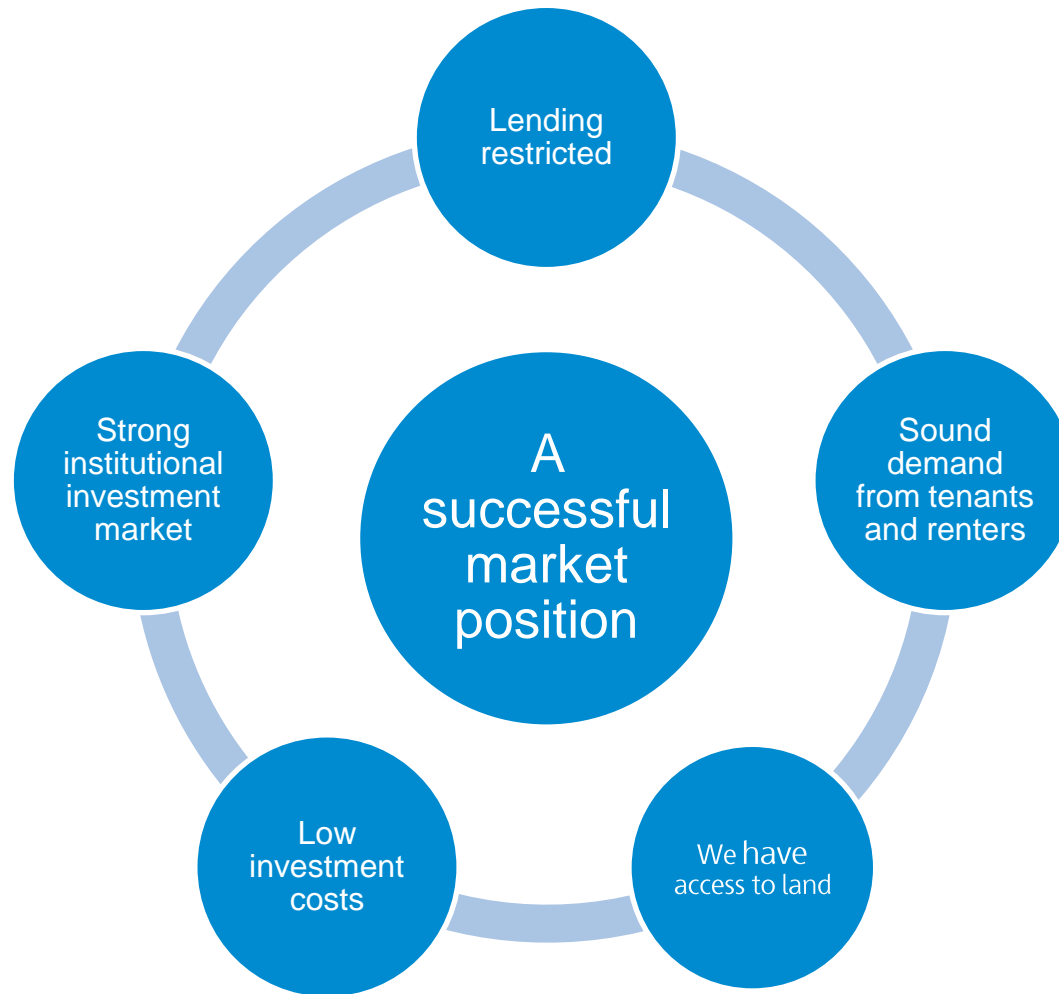 Lending
restricted
Strong
institutional
investment
market
A
successful
market
position
Sound
demand
from tenants
and renters
Low
investment
costs
We have
access to land